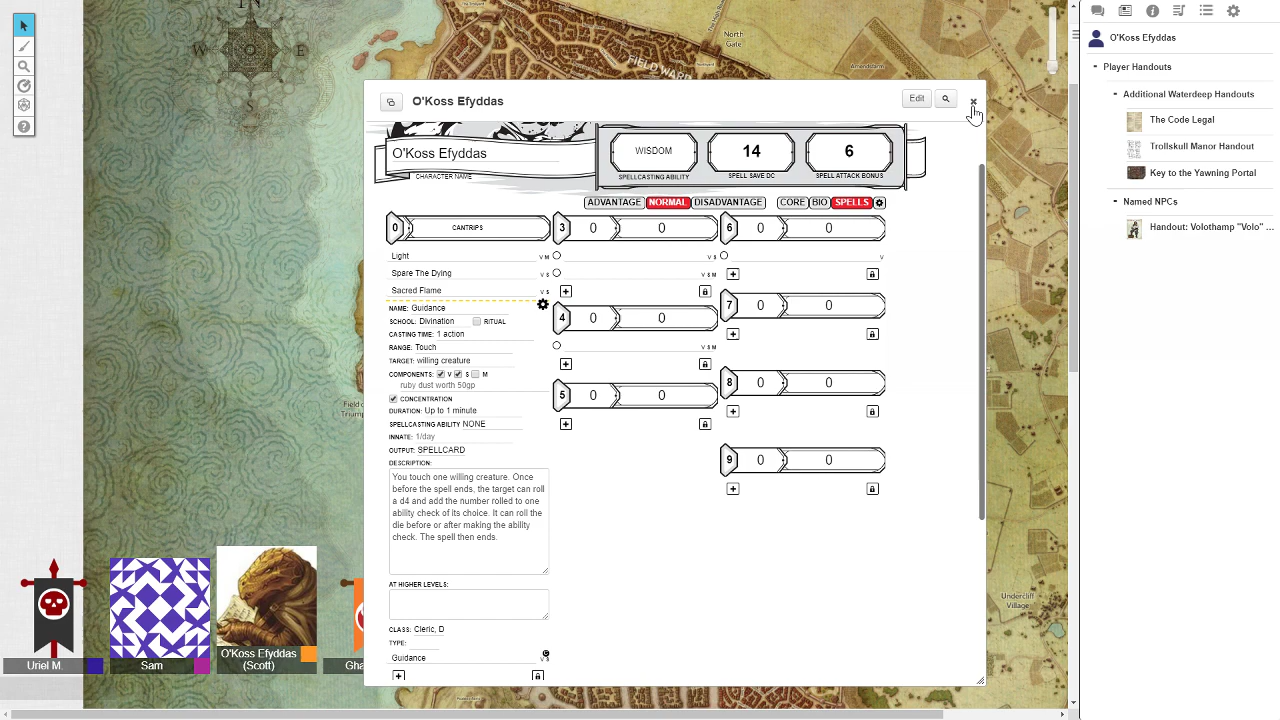 N
W
E
North
Gate
FIELD WARD
Amendsfane
O'Koss Efyddas
Edit
O'Koss Efyddas
CHARACTER NAME
WISDOM
SPELLCASTING ABILITY
14
SPELL SAVE DC
6
SPELL ATTACK BONUS
ADVANTAGE NORMAL DISADVANTAGE CORE BIO SPELLS
0 CANTRIPS
Light V M
Spare The Dying V S
Sacred Flame V S
NAME: Guidance
SCHOOL: Divination RITUAL
CASTING TIME: 1 action
RANGE: Touch
TARGET: willing creature
COMPONENTS: V S M
ruby dust worth 50gp
CONCENTRATION
DURATION: Up to 1 minute
SPELLCASTING ABILITY NONE
INNATE: 1/day
OUTPUT: SPELLCARD
DESCRIPTION:
You touch one willing creature. Once
before the spell ends, the target can roll
a d4 and add the number rolled to one
ability check of its choice. It can roll the
die before or after making the ability
check. The spell then ends.
AT HIGHER LEVELS:
CLASS: Cleric, D
TYPE:
Guidance V S
3 0 0
V S
V S M
4 0 0
V S M
5 0 0
6 0 0
V
7 0 0
8 0 0
9 0 0
Field of
Triump
Undercliff
Village
Uriel M.
Sam
O'Koss Efyddas
(Scott)
Gha
O'Koss Efyddas
Player Handouts
Additional Waterdeep Handouts
The Code Legal
Trollskull Manor Handout
Key to the Yawning Portal
Named NPCs
Handout: Volothamp "Volo" ...